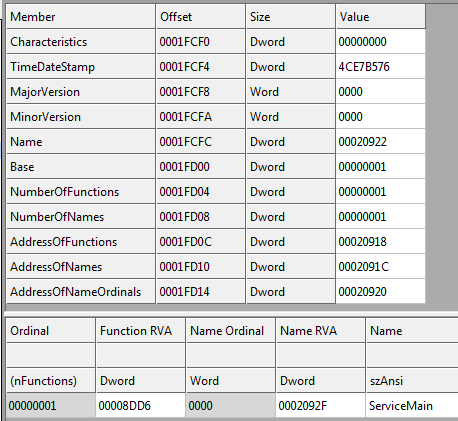 Member Offset Size Value
Characteristics 0001FCF0 Dword 00000000
TimeDateStamp 0001FCF4 Dword 4CE7B576
MajorVersion 0001FCF8 Word 0000
MinorVersion 0001FCFA Word 0000
Name 0001FCFC Dword 00020922
Base 0001FD00 Dword 00000001
NumberOfFunctions 0001FD04 Dword 00000001
NumberOfNames 0001FD08 Dword 00000001
AddressOfFunctions 0001FD0C Dword 00020918
AddressOfNames 0001FD10 Dword 0002091C
AddressOfNameOrdinals 0001FD14 Dword 00020920
Ordinal Function RVA Name Ordinal Name RVA Name
(nFunctions) Dword Word Dword szAnsi
00000001 00008DD6 0000 0002092F ServiceMain